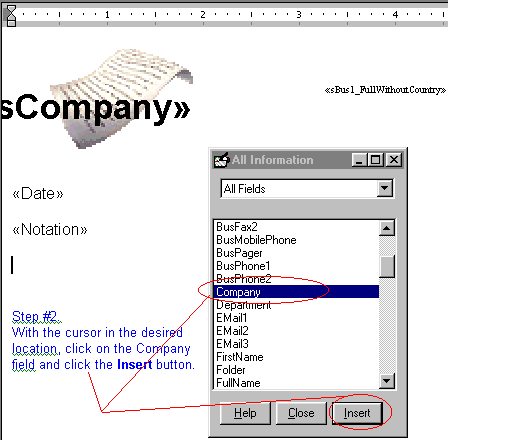 1 2 3 4
«sBus1_FullWithoutCountry»
sCompany»
All Information
«Date»
All Fields
«Notation»
BusFax2
BusMobilePhone
BusPager
BusPhone1
BusPhone2
Company
Department
EMail1
EMail2
EMail3
FirstName
Folder
FullName
Step #2.
With the cursor in the desired
location, click on the Company
field and click the Insert button.
Help Close Insert